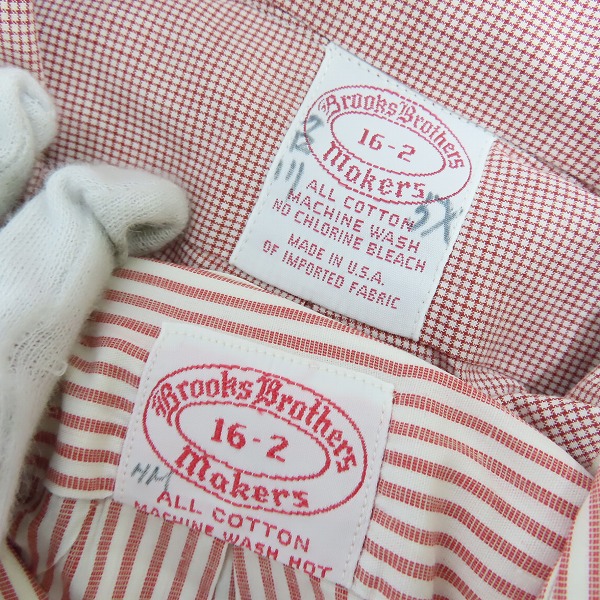 Brooks Brothers
16-2
Makers
ALL COTTON
MACHINE WASH
NO CHLORINE BLEACH
MADE IN U.S.A.
OF IMPORTED FABRIC
Brooks Brothers
16-2
Makers
HM
ALL COTTON
MACHINE WASH HOT